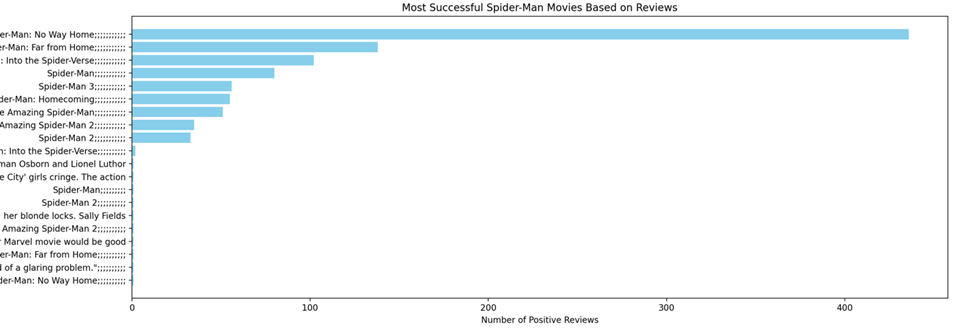 Most Successful Spider-Man Movies Based on Reviews
er-Man: No Way Home;;;;;;;;;;;
er-Man: Far from Home;;;;;;;;;;;
: Into the Spider-Verse;;;;;;;;;;;
Spider-Man;;;;;;;;;;;
Spider-Man 3;;;;;;;;;;;
der-Man: Homecoming;;;;;;;;;;;
e Amazing Spider-Man;;;;;;;;;;;
Amazing Spider-Man 2;;;;;;;;;;;
Spider-Man 2;;;;;;;;;;;
n: Into the Spider-Verse;;;;;;;;;;
man Osborn and Lionel Luthor
e City' girls cringe. The action
Spider-Man;;;;;;;;;;
Spider-Man 2;;;;;;;;;;
her blonde locks. Sally Fields
Amazing Spider-Man 2;;;;;;;;;;
r Marvel movie would be good
er-Man: Far from Home;;;;;;;;;;
d of a glaring problem.";;;;;;;;;;
der-Man: No Way Home;;;;;;;;;;
0 100 200 300 400
Number of Positive Reviews